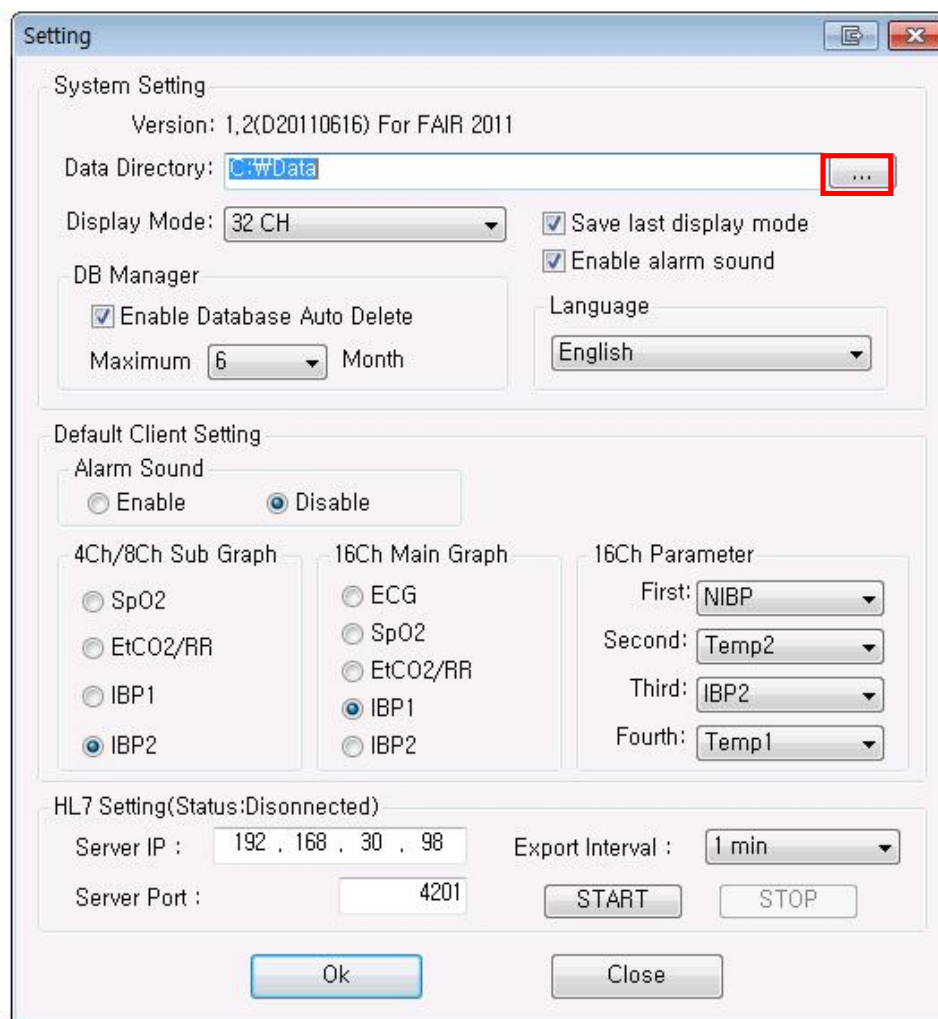 Setting
System Setting
Version: 1,2(D20110616) For FAIR 2011
Data Directory: C:₩Data ...
Display Mode: 32 CH
Save last display mode
Enable alarm sound
DB Manager
Enable Database Auto Delete
Maximum 6 Month
Language
English
Default Client Setting
Alarm Sound
Enable Disable
4Ch/8Ch Sub Graph
SpO2
EtCO2/RR
IBP1
IBP2
16Ch Main Graph
ECG
SpO2
EtCO2/RR
IBP1
IBP2
16Ch Parameter
First: NIBP
Second: Temp2
Third: IBP2
Fourth: Temp1
HL7 Setting(Status:Disonnected)
Server IP : 192 . 168 . 30 . 98
Export Interval : 1 min
Server Port : 4201
START STOP
Ok Close